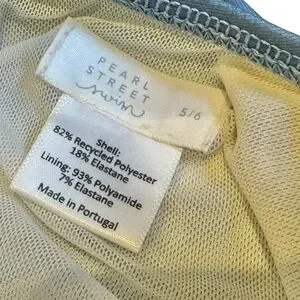 PEARL
STREET
swim
5/6
Shell:
82% Recycled Polyester
18% Elastane
Lining: 93% Polyamide
7% Elastane
Made in Portugal